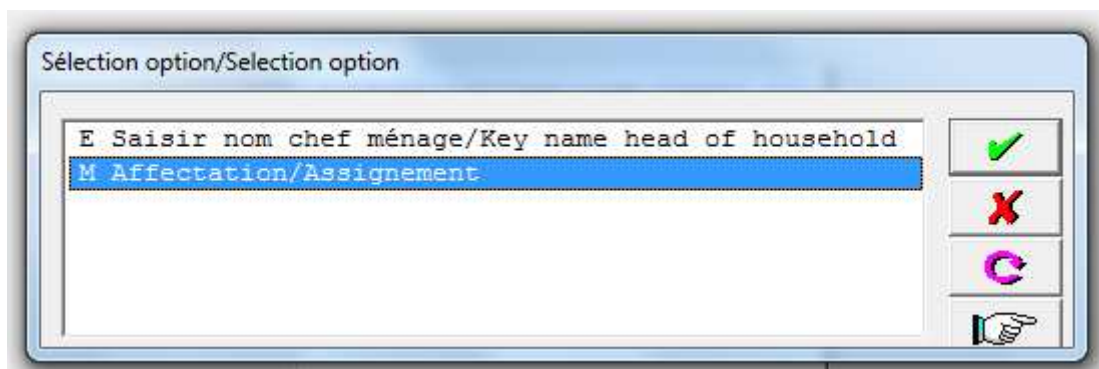 Sélection option/Selection option
E Saisir nom chef ménage/Key name head of household
M Affectation/Assignement